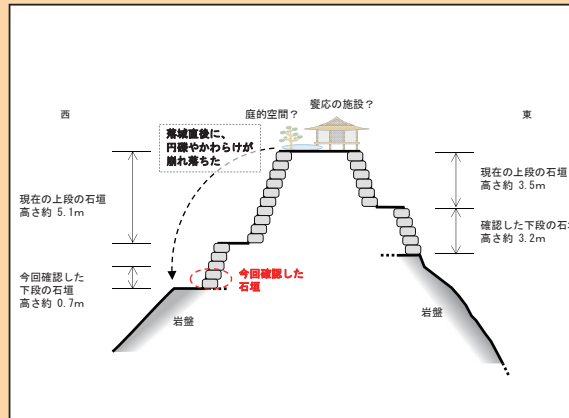 饗応の施設？
庭的空間？
西
東
落城直後に、
円礫やかわらけが
崩れ落ちた
現在の上段の石垣
高さ約 5.1m
現在の上段の石垣
高さ約 3.5m
確認した下段の石垣
高さ約 3.2m
今回確認した
下段の石垣
高さ約 0.7m
今回確認した
石垣
岩盤
岩盤